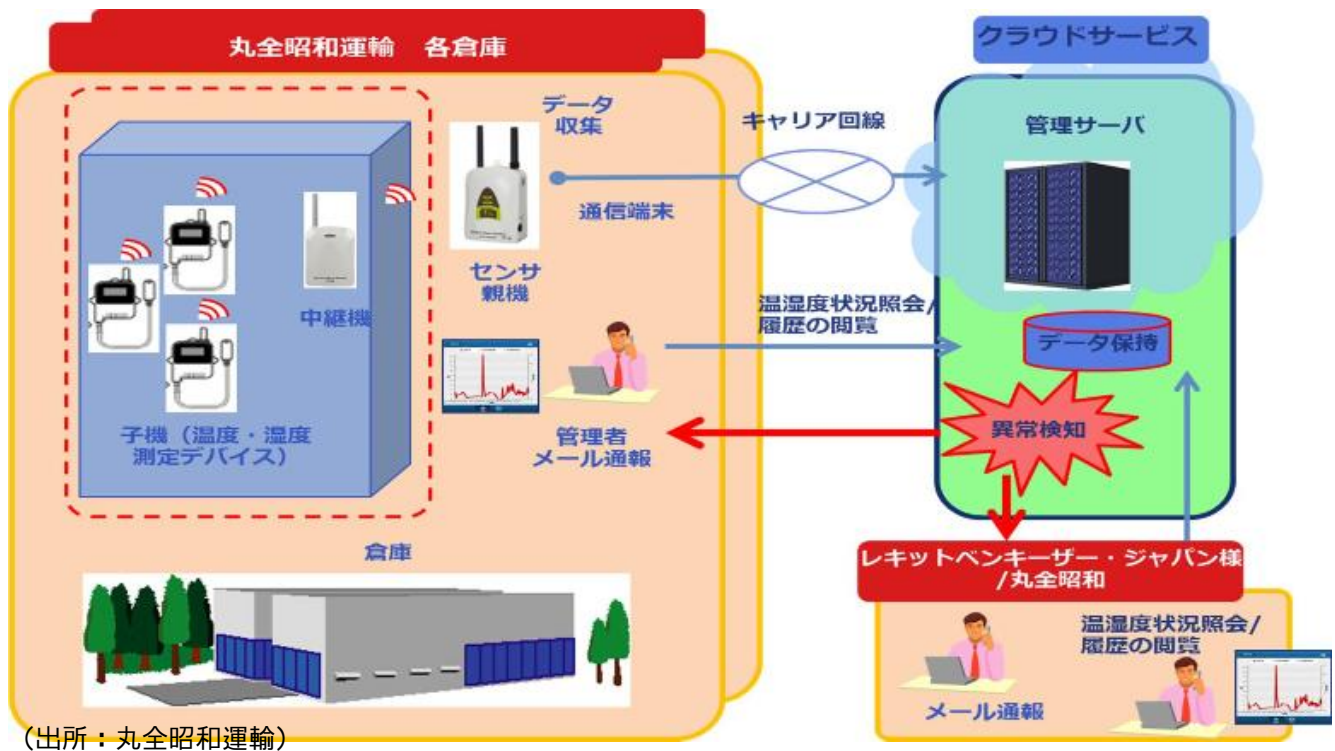 丸全昭和運輸　各倉庫
クラウドサービス
データ
収集
キャリア回線
管理サーバ
通信端末
センサ
親機
中継機
子機（温度・湿度
測定デバイス）
温湿度状況照会/
履歴の閲覧
データ保持
管理者
メール通報
異常検知
倉庫
レキットベンキーザー・ジャパン様
/丸全昭和
温湿度状況照会/
履歴の閲覧
メール通報
（出所：丸全昭和運輸）